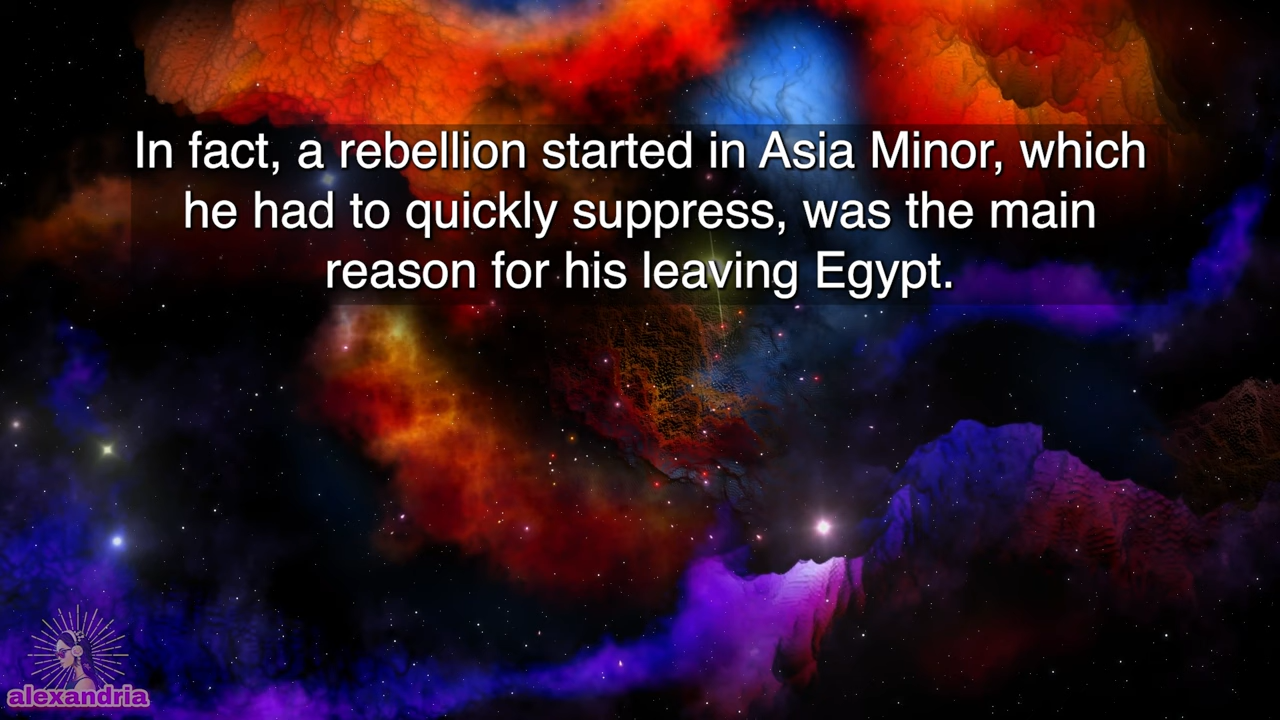 In fact, a rebellion started in Asia Minor, which
he had to quickly suppress, was the main
reason for his leaving Egypt.
alexandria